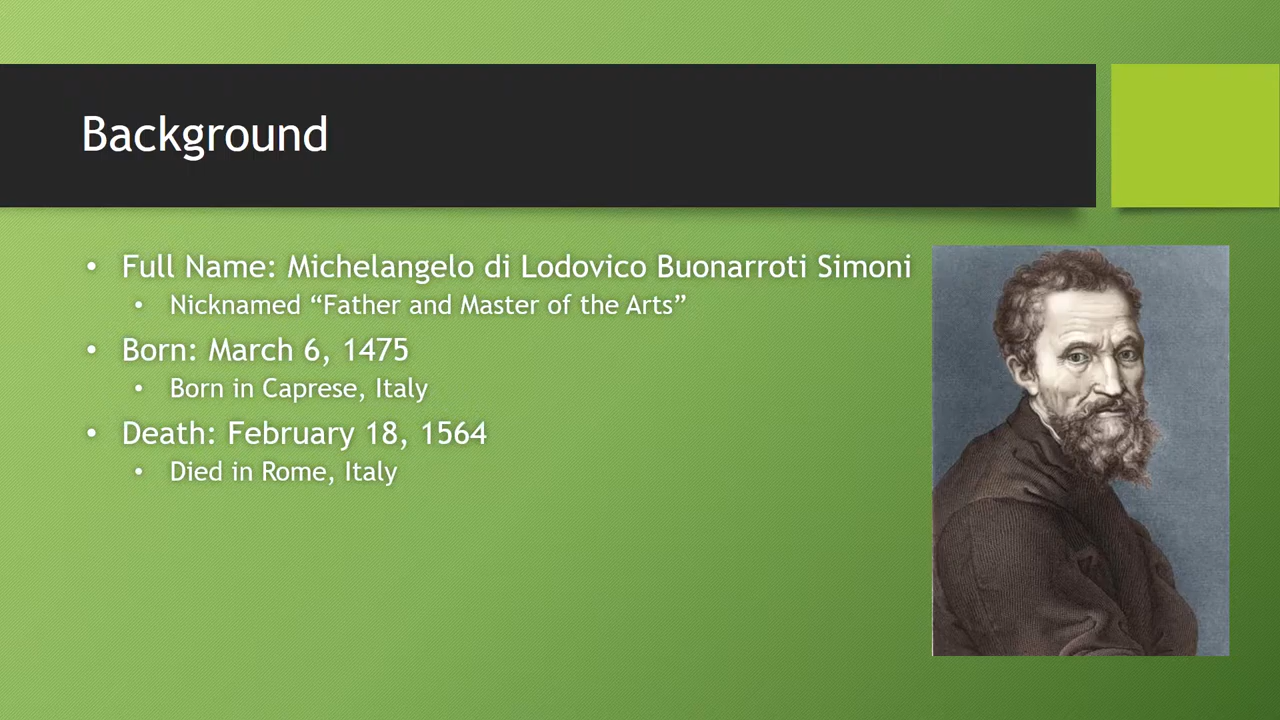 Background
• Full Name: Michelangelo di Lodovico Buonarroti Simoni
• Nicknamed “Father and Master of the Arts”
• Born: March 6, 1475
• Born in Caprese, Italy
• Death: February 18, 1564
• Died in Rome, Italy